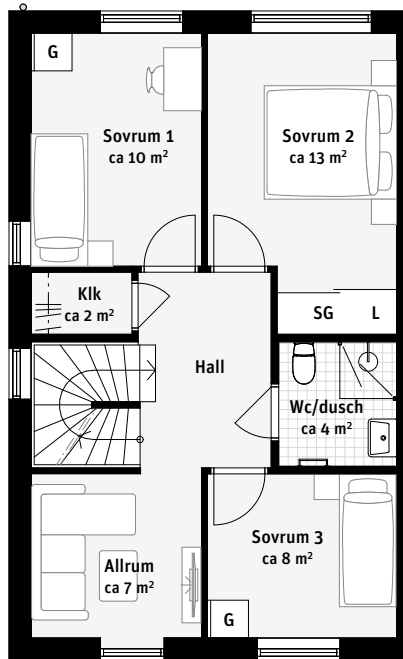 G
Sovrum 1
ca 10 m²
Sovrum 2
ca 13 m²
Klk
ca 2 m²
SG
L
Hall
Wc/dusch
ca 4 m²
Sovrum 3
ca 8 m²
Allrum
ca 7 m²
G